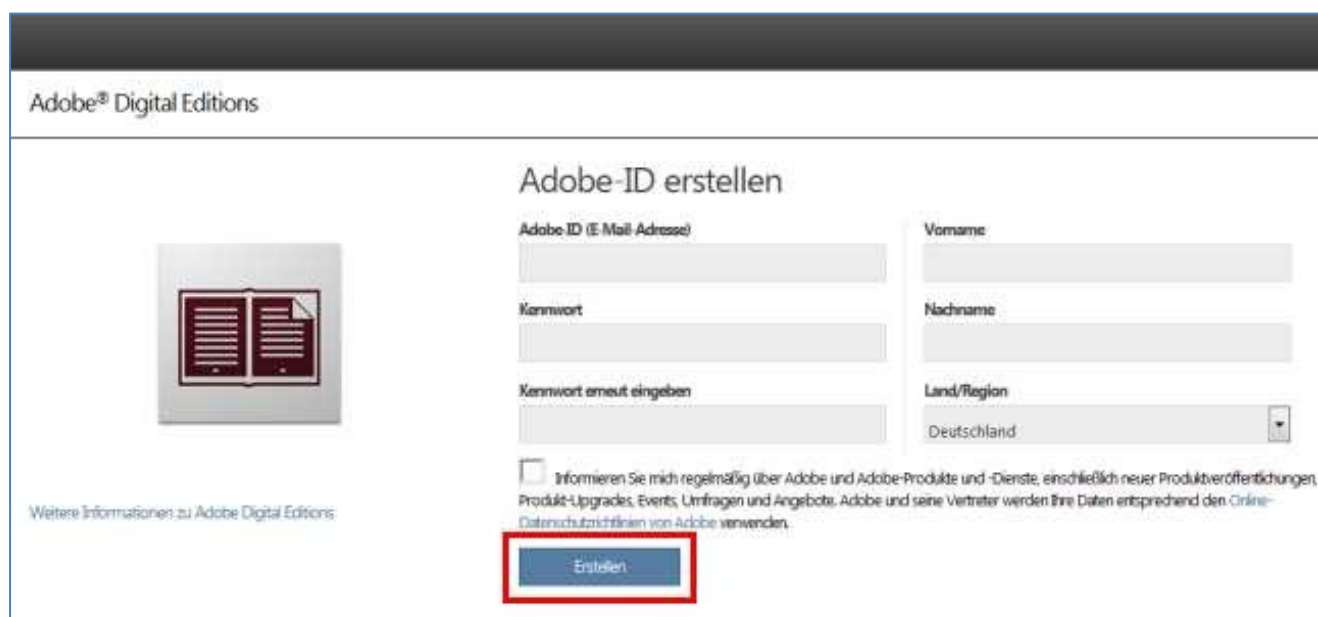 Adobe® Digital Editions
Adobe-ID erstellen
Adobe-ID (E-Mail-Adresse)
Vorname
Kennwort
Nachname
Kennwort erneut eingeben
Land/Region
Deutschland
Informieren Sie mich regelmäßig über Adobe und Adobe-Produkte und -Dienste, einschließlich neuer Produktveröffentlichungen,
Produkt-Upgrades, Events, Umfragen und Angebote. Adobe und seine Vertreter werden Ihre Daten entsprechend den Online-
Datenschutzrichtlinien von Adobe verwenden.
Weitere Informationen zu Adobe Digital Editions
Erstellen